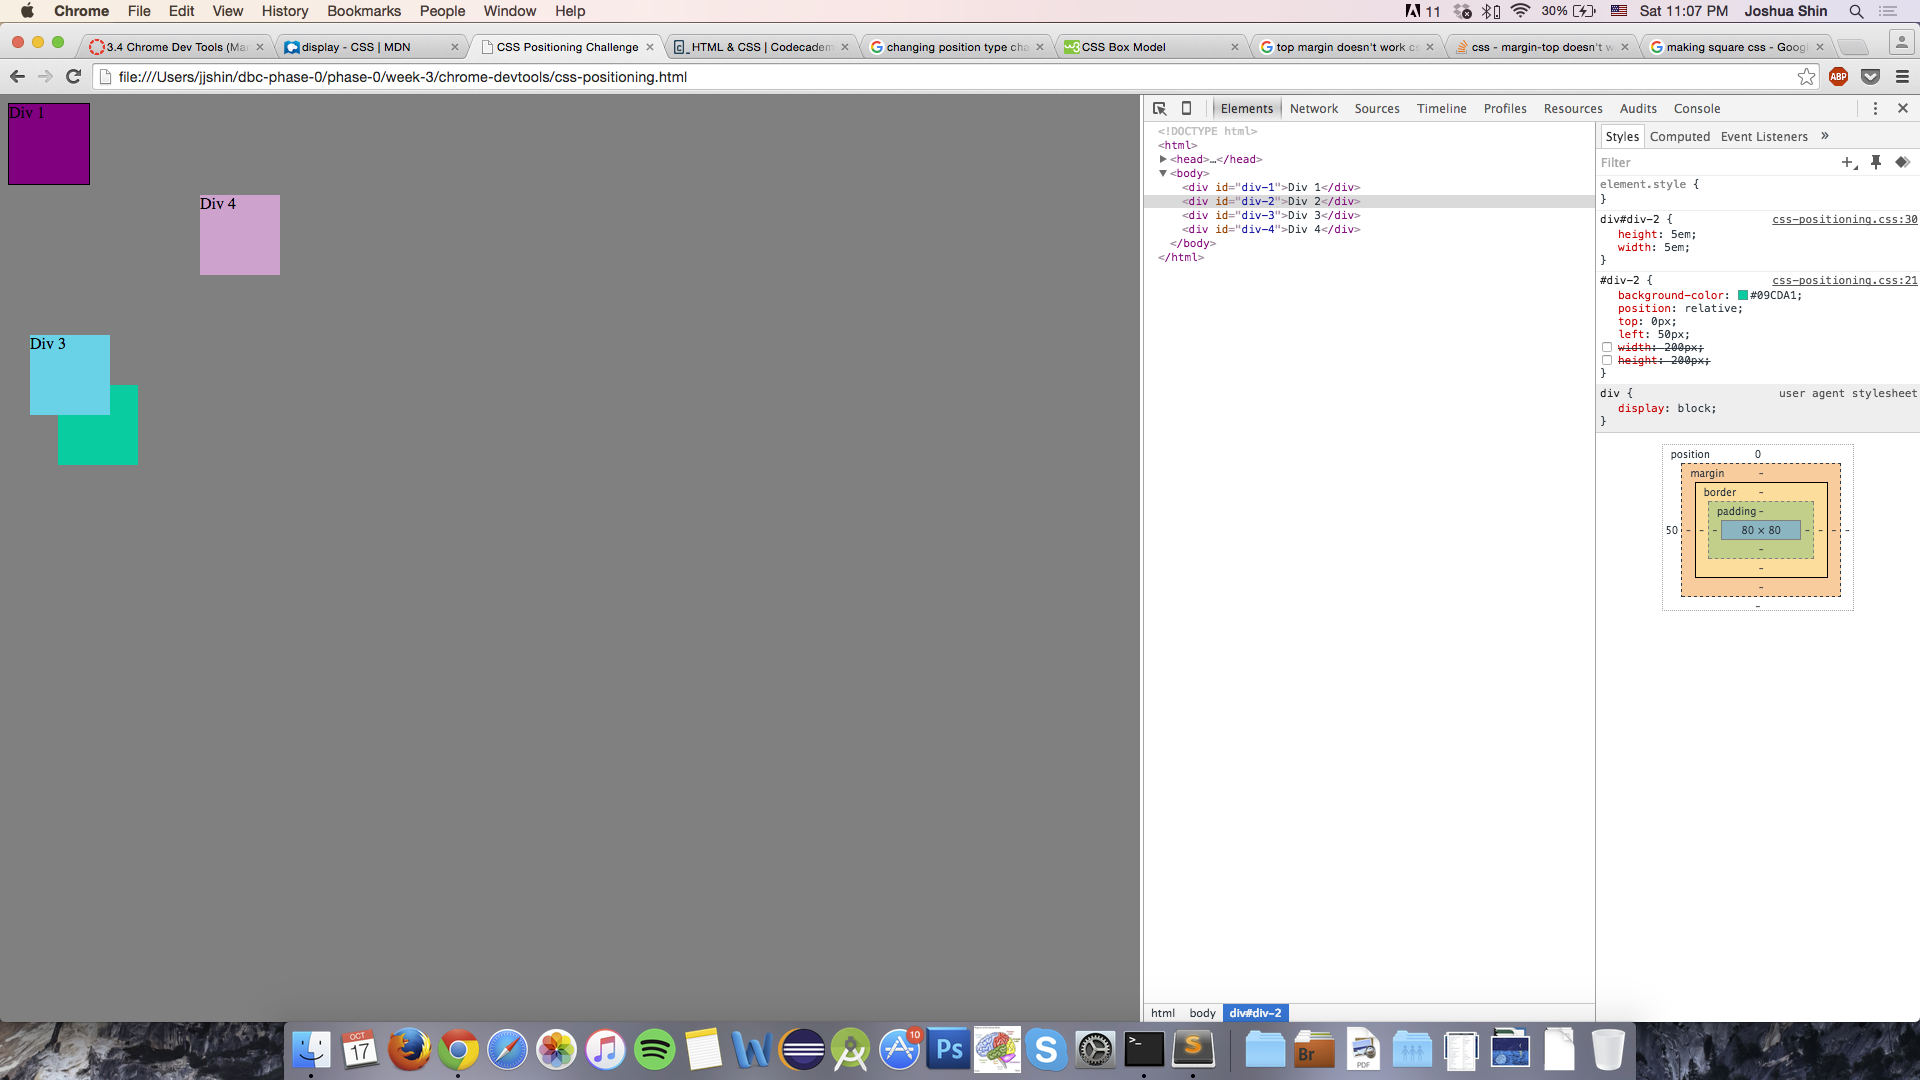 Chrome File Edit View History Bookmarks People Window Help 11 30% Sat 11:07 PM Joshua Shin
3.4 Chrome Dev Tools (Ma display - CSS | MDN CSS Positioning Challenge HTML & CSS | Codecadem changing position type cha CSS Box Model top margin doesn't work cs css - margin-top doesn't w making square css - Goog
file:///Users/jjshin/dbc-phase-0/phase-0/week-3/chrome-devtools/css-positioning.html ABP
Div 1
Div 4
Div 3
Elements Network Sources Timeline Profiles Resources Audits Console
<!DOCTYPE html>
<html>
<head>…</head>
<body>
<div id="div-1">Div 1</div>
<div id="div-2">Div 2</div>
<div id="div-3">Div 3</div>
<div id="div-4">Div 4</div>
</body>
</html>
html body div#div-2
Styles Computed Event Listeners »
Filter
element.style {
}
div#div-2 { css-positioning.css:30
height: 5em;
width: 5em;
}
#div-2 { css-positioning.css:21
background-color: #09CDA1;
position: relative;
top: 0px;
left: 50px;
width: 200px;
height: 200px;
}
div { user agent stylesheet
display: block;
}
position 0
margin -
border -
padding -
50 - - - 80 × 80 - - - -
-
-
-
-
OCT
17
10
Ps
Br
PDF